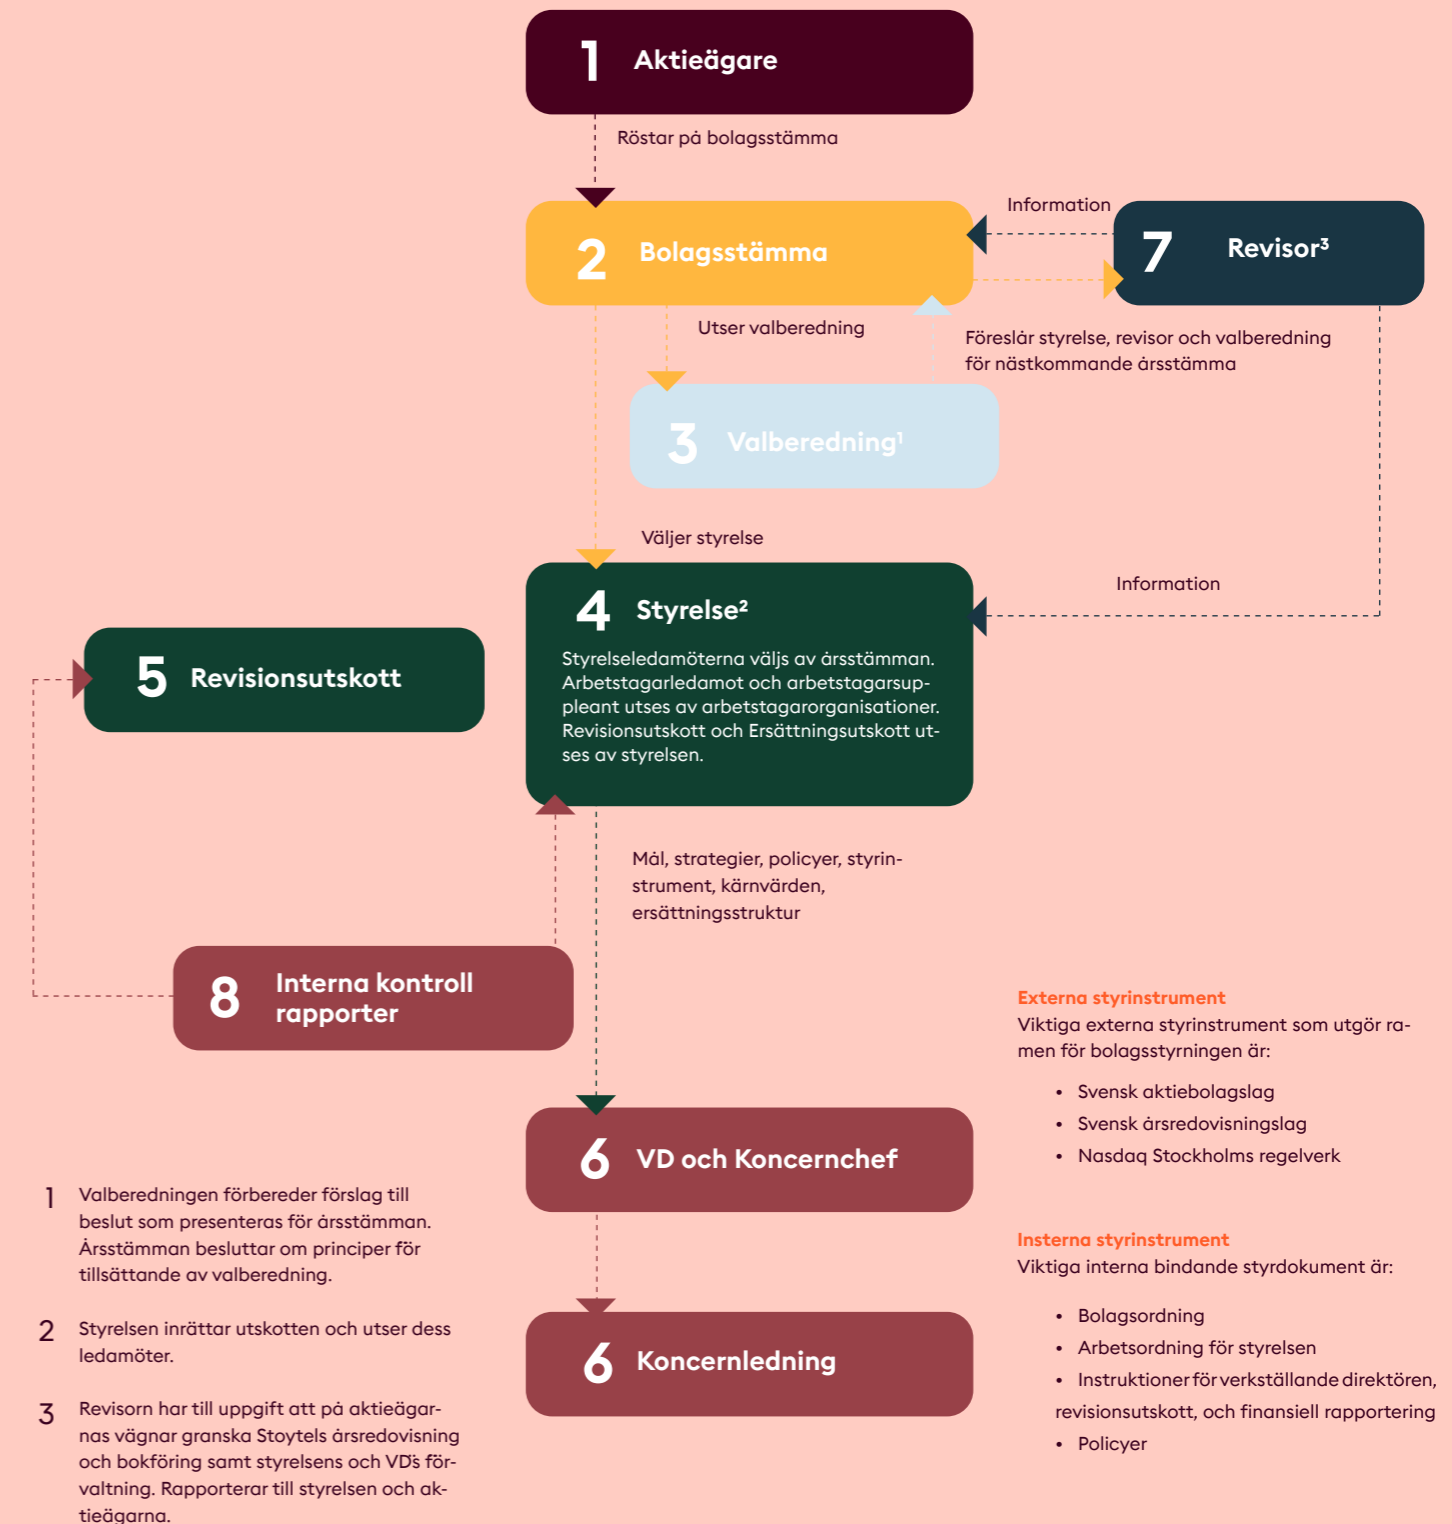 1 Aktieägare
Röstar på bolagsstämma
2 Bolagsstämma
Information
7 Revisor³
Utser valberedning
Föreslår styrelse, revisor och valberedning
för nästkommande årsstämma
3 Valberedning¹
Väljer styrelse
4 Styrelse²
Styrelseledamöterna väljs av årsstämman.
Arbetstagarledamot och arbetstagarsup-
pleant utses av arbetstagarorganisationer.
Revisionsutskott och Ersättningsutskott ut-
ses av styrelsen.
Information
5 Revisionsutskott
Mål, strategier, policyer, styrin-
strument, kärnvärden,
ersättningsstruktur
8 Interna kontroll
rapporter
6 VD och Koncernchef
6 Koncernledning
1 Valberedningen förbereder förslag till
beslut som presenteras för årsstämman.
Årsstämman besluttar om principer för
tillsättande av valberedning.
2 Styrelsen inrättar utskotten och utser dess
ledamöter.
3 Revisorn har till uppgift att på aktieägar-
nas vägnar granska Stoytels årsredovisning
och bokföring samt styrelsens och VD's för-
valtning. Rapporterar till styrelsen och ak-
tieägarna.
Externa styrinstrument
Viktiga externa styrinstrument som utgör ra-
men för bolagsstyrningen är:
• Svensk aktiebolagslag
• Svensk årsredovisningslag
• Nasdaq Stockholms regelverk
Insterna styrinstrument
Viktiga interna bindande styrdokument är:
• Bolagsordning
• Arbetsordning för styrelsen
• Instruktioner för verkställande direktören,
revisionsutskott, och finansiell rapportering
• Policyer